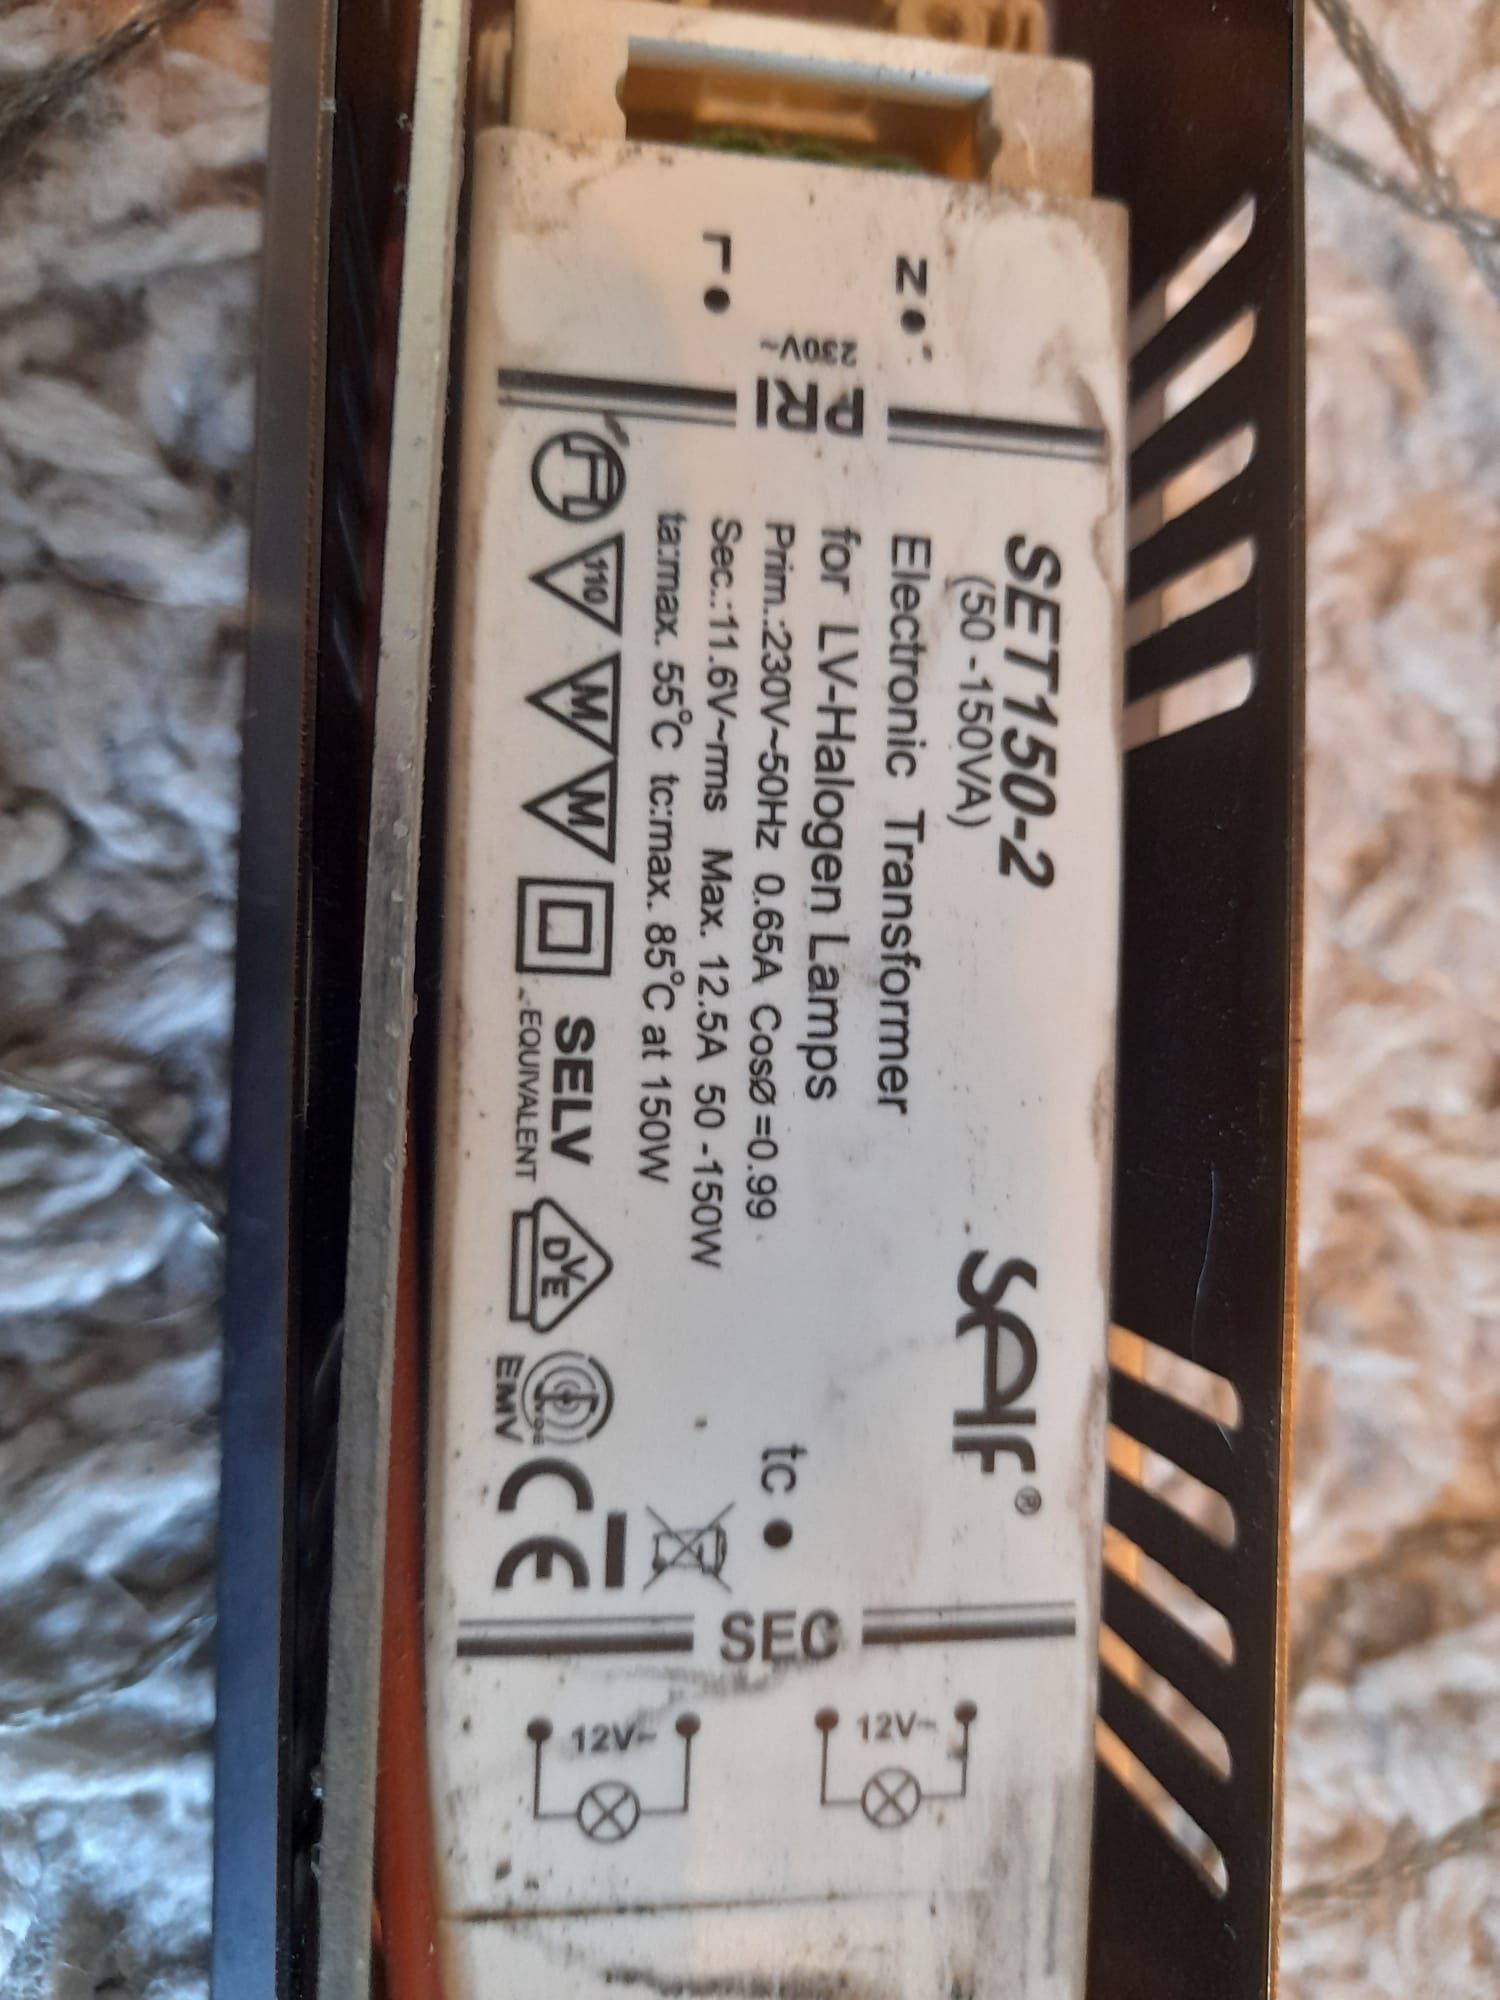 N
L
230V~
PRI
SET150-2
(50 -150VA)
Electronic Transformer
for LV-Halogen Lamps
Prim.:230V~50Hz 0.65A CosØ=0.99
Sec.:11.6V~rms Max. 12.5A 50 -150W
ta:max. 55°C tc:max. 85°C at 150W
110
M
M
SELV
-EQUIVALENT
DVE
EMV
CE
SELF®
tc
SEC
12V~
12V~